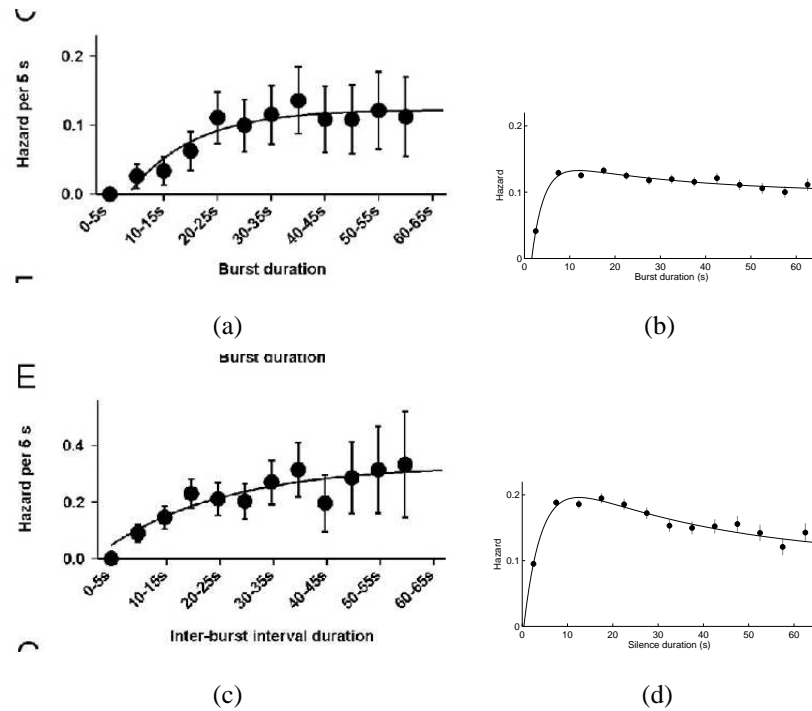 0.2
0.1
0.0
Hazard per 5 s
0-5s
10-15s
20-25s
30-35s
40-45s
50-55s
60-65s
Burst duration
(a)
0.2
0.1
0
Hazard
0 10 20 30 40 50 60
Burst duration (s)
(b)
Burst duration
E
0.4
0.2
0.0
Hazard per 5 s
0-5s
10-15s
20-25s
30-35s
40-45s
50-55s
60-65s
Inter-burst interval duration
(c)
0.2
0.1
0
Hazard
0 10 20 30 40 50 60
Silence duration (s)
(d)